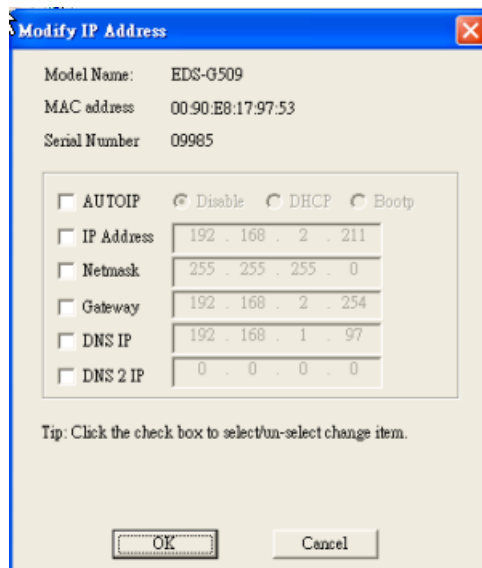 Modify IP Address
Model Name: EDS-G509
MAC address 00:90:E8:17:97:53
Serial Number 09985
AUTOIP Disable DHCP Bootp
IP Address 192 . 168 . 2 . 211
Netmask 255 . 255 . 255 . 0
Gateway 192 . 168 . 2 . 254
DNS IP 192 . 168 . 1 . 97
DNS 2 IP 0 . 0 . 0 . 0
Tip: Click the check box to select/un-select change item.
OK Cancel